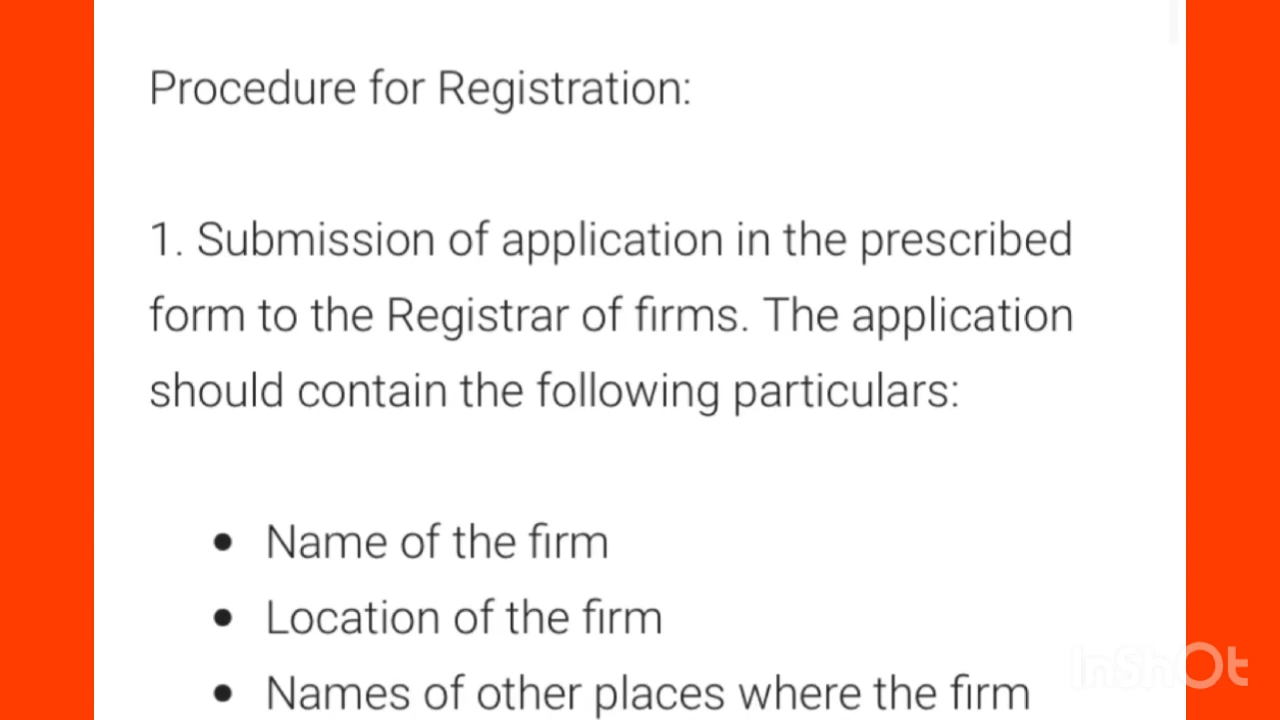 Procedure for Registration:
1. Submission of application in the prescribed
form to the Registrar of firms. The application
should contain the following particulars:
• Name of the firm
• Location of the firm
• Names of other places where the firm
InShOt